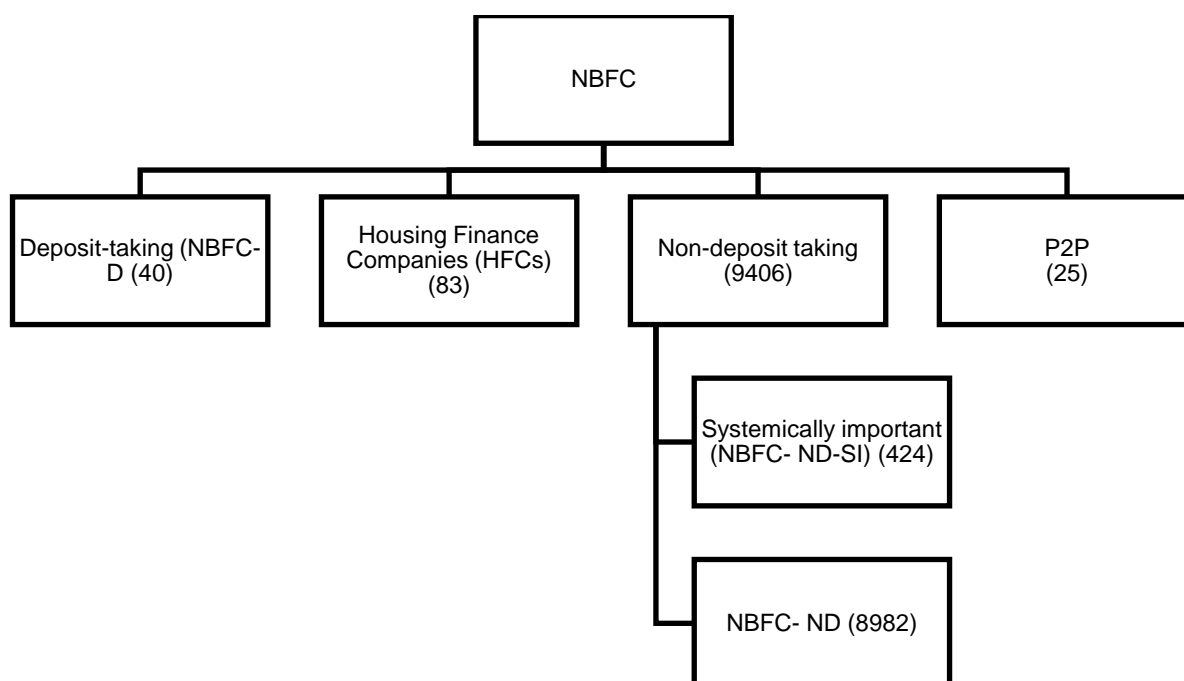 NBFC
Deposit-taking (NBFC-
D (40)
Housing Finance
Companies (HFCs)
(83)
Non-deposit taking
(9406)
P2P
(25)
Systemically important
(NBFC- ND-SI) (424)
NBFC- ND (8982)